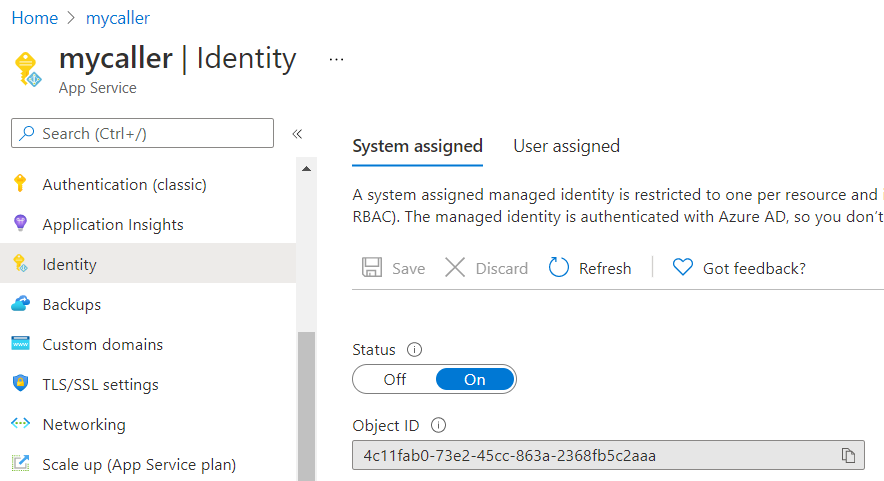 Home > mycaller
mycaller | Identity ...
App Service
Search (Ctrl+/)
«
Authentication (classic)
Application Insights
Identity
Backups
Custom domains
TLS/SSL settings
Networking
Scale up (App Service plan)
System assigned User assigned
A system assigned managed identity is restricted to one per resource and
RBAC). The managed identity is authenticated with Azure AD, so you don't
Save Discard Refresh Got feedback?
Status
Off On
Object ID
4c11fab0-73e2-45cc-863a-2368fb5c2aaa